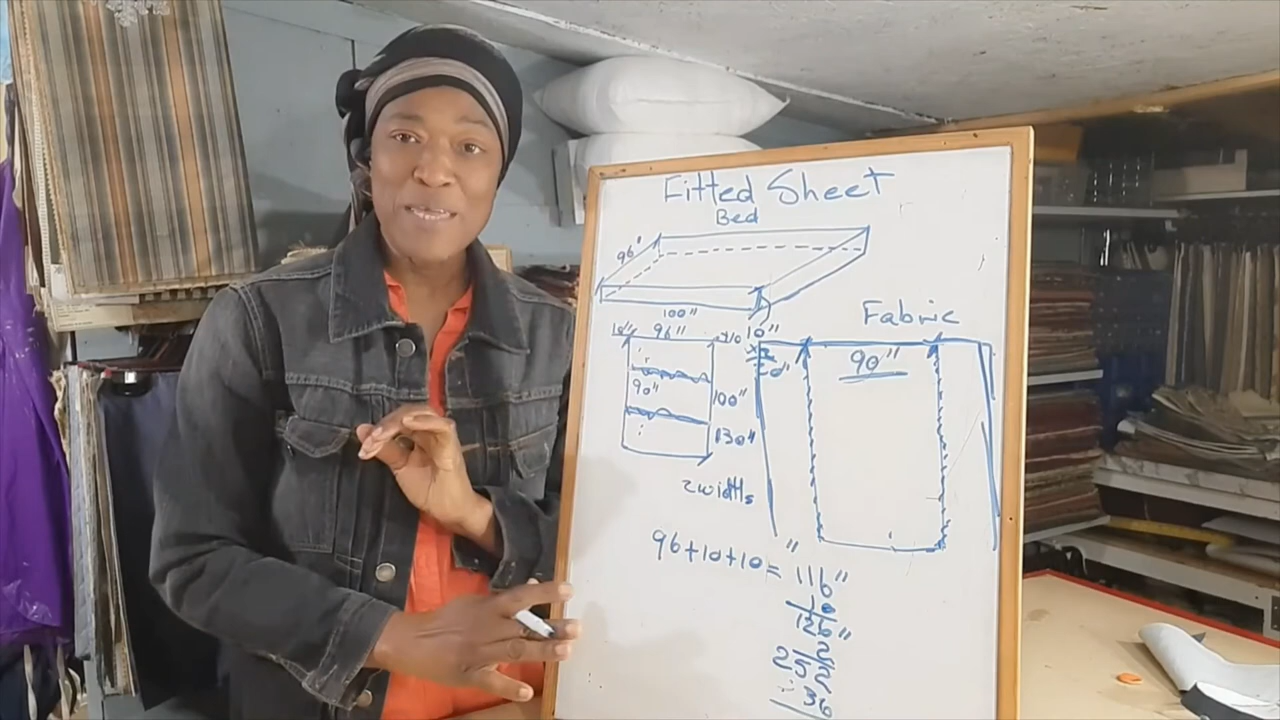 Fitted Sheet
Bed
96"
100"
10" 96" 10"
Fabric
90"
90"
100"
130"
2 widths
96+10+10= 116"
10
126"
2
252
÷ 36